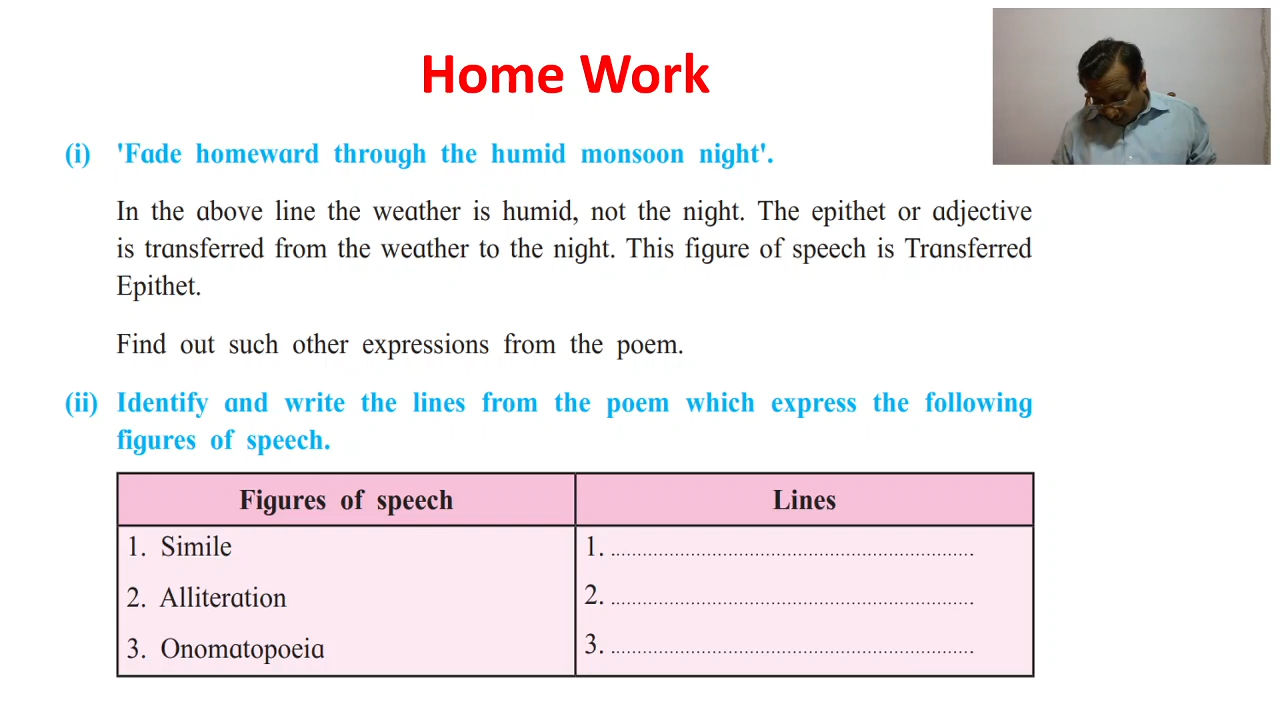 Home Work
(i) 'Fade homeward through the humid monsoon night'.
In the above line the weather is humid, not the night. The epithet or adjective
is transferred from the weather to the night. This figure of speech is Transferred
Epithet.
Find out such other expressions from the poem.
(ii) Identify and write the lines from the poem which express the following
figures of speech.
Figures of speech Lines
1. Simile 1. ........................................................................
2. Alliteration 2. ........................................................................
3. Onomatopoeia 3. ........................................................................